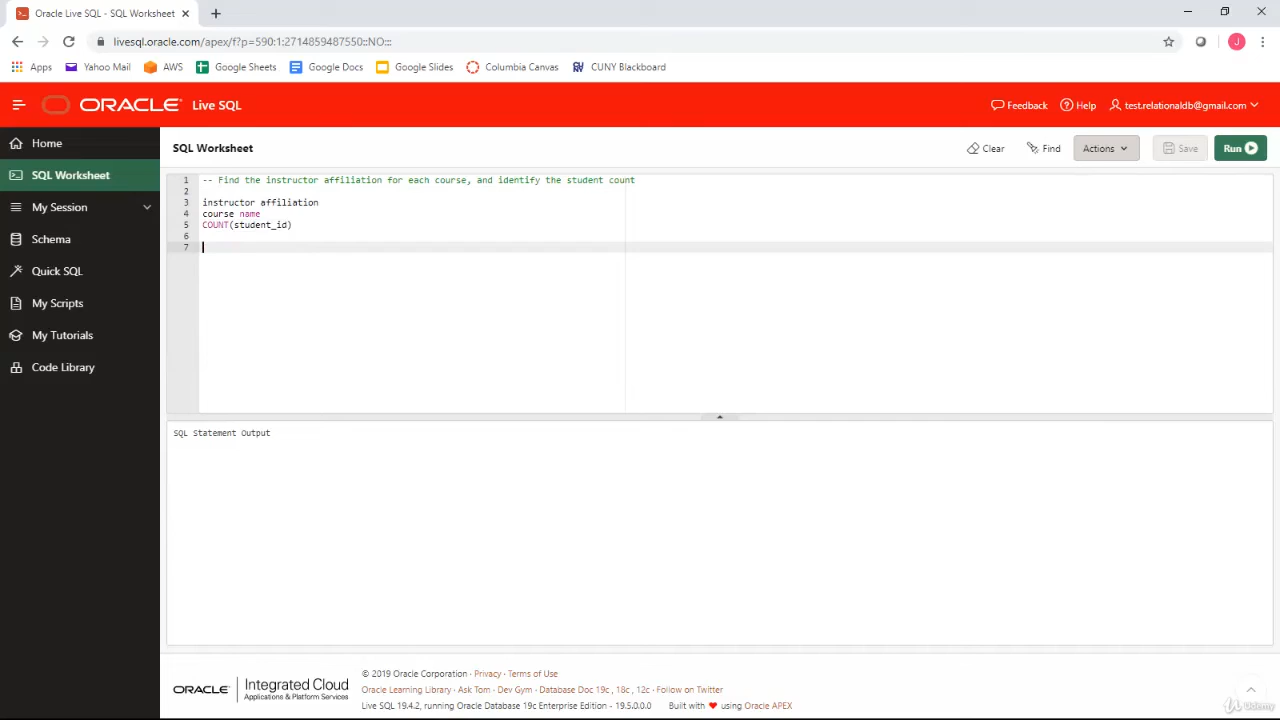 Oracle Live SQL - SQL Worksheet
livesql.oracle.com/apex/f?p=590:1:2714859487550::NO:::
J
Apps Yahoo Mail AWS Google Sheets Google Docs Google Slides Columbia Canvas CUNY Blackboard
ORACLE Live SQL Feedback Help test.relationaldb@gmail.com
Home
SQL Worksheet
My Session
Schema
Quick SQL
My Scripts
My Tutorials
Code Library
SQL Worksheet Clear Find Actions Save Run
1 -- Find the instructor affiliation for each course, and identify the student count
2
3 instructor affiliation
4 course name
5 COUNT(student_id)
6
7
SQL Statement Output
ORACLE Integrated Cloud
Applications & Platform Services
© 2019 Oracle Corporation · Privacy · Terms of Use
Oracle Learning Library · Ask Tom · Dev Gym · Database Doc 19c, 18c, 12c · Follow on Twitter
Live SQL 19.4.2, running Oracle Database 19c Enterprise Edition - 19.5.0.0.0 Built with ❤ using Oracle APEX
Udemy